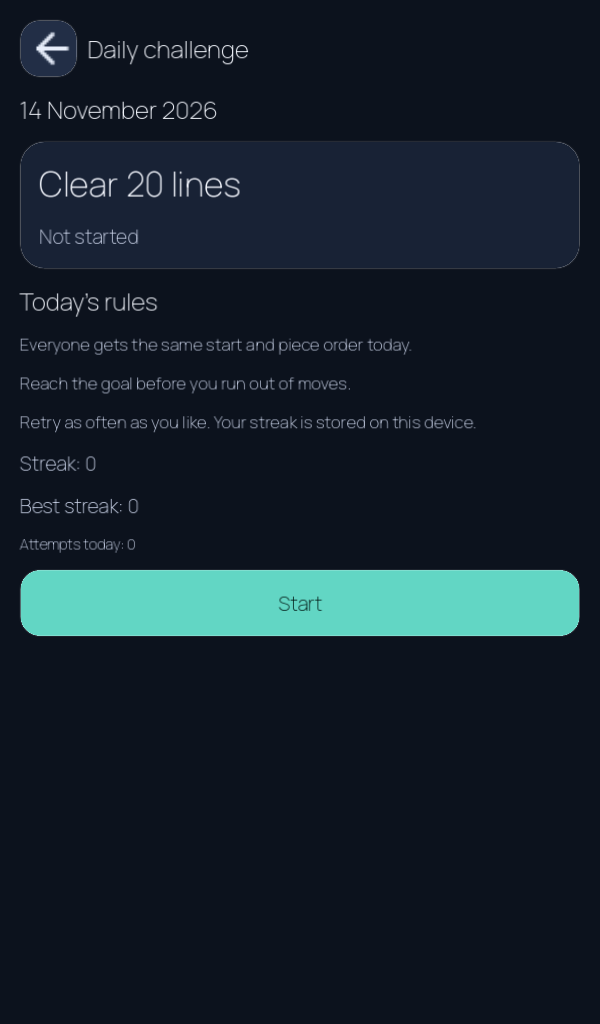 Daily challenge
14 November 2026
Clear 20 lines
Not started
Today's rules
Everyone gets the same start and piece order today.
Reach the goal before you run out of moves.
Retry as often as you like. Your streak is stored on this device.
Streak: 0
Best streak: 0
Attempts today: 0
Start